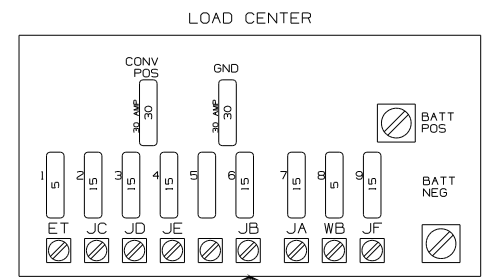 LOAD CENTER
CONV POS
GND
30 AMP 30
30 AMP 30
BATT POS
1 5 2 15 3 15 4 15 5 6 15 7 15 8 5 9 15
BATT NEG
ET JC JD JE JB JA WB JF